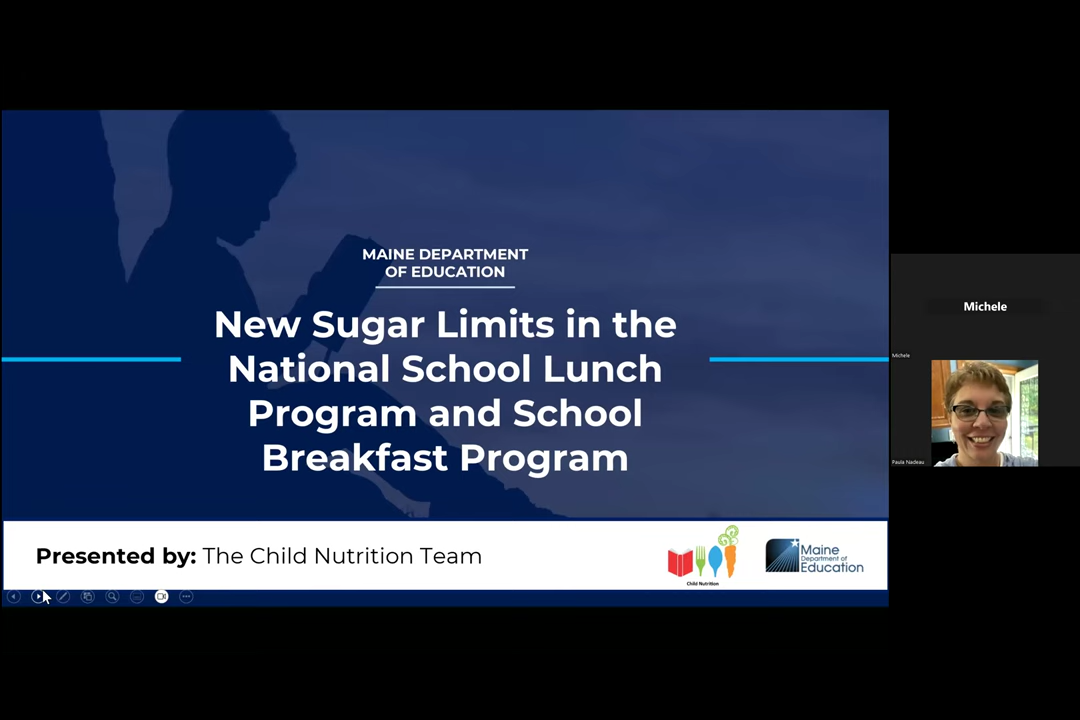 MAINE DEPARTMENT
OF EDUCATION
New Sugar Limits in the
National School Lunch
Program and School
Breakfast Program
Presented by: The Child Nutrition Team
Child Nutrition
Maine
Department of
Education
Michele
Michele
Paula Nadeau